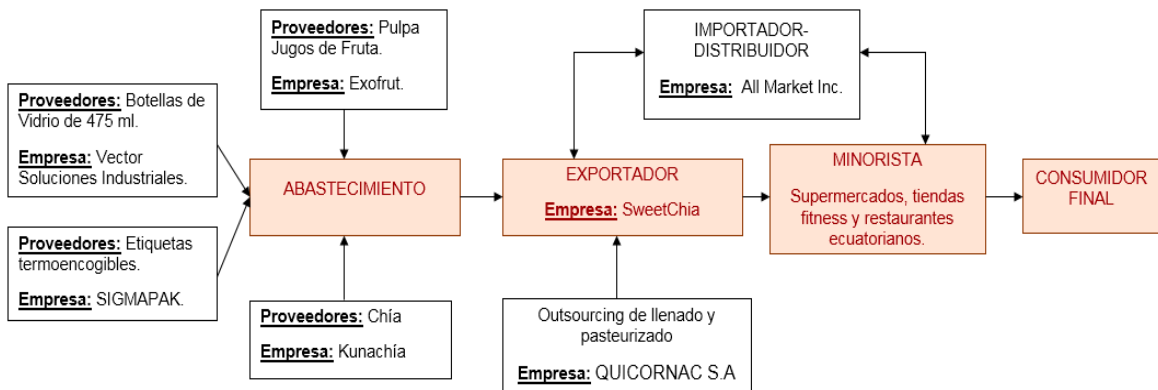 Proveedores: Pulpa
Jugos de Fruta.
Empresa: Exofrut.
IMPORTADOR-
DISTRIBUIDOR
Empresa: All Market Inc.
Proveedores: Botellas de
Vidrio de 475 ml.
Empresa: Vector
Soluciones Industriales.
ABASTECIMIENTO
EXPORTADOR
Empresa: SweetChia
MINORISTA
Supermercados, tiendas
fitness y restaurantes
ecuatorianos.
CONSUMIDOR
FINAL
Proveedores: Etiquetas
termoencogibles.
Empresa: SIGMAPAK.
Proveedores: Chía
Empresa: Kunachía
Outsourcing de llenado y
pasteurizado
Empresa: QUICORNAC S.A